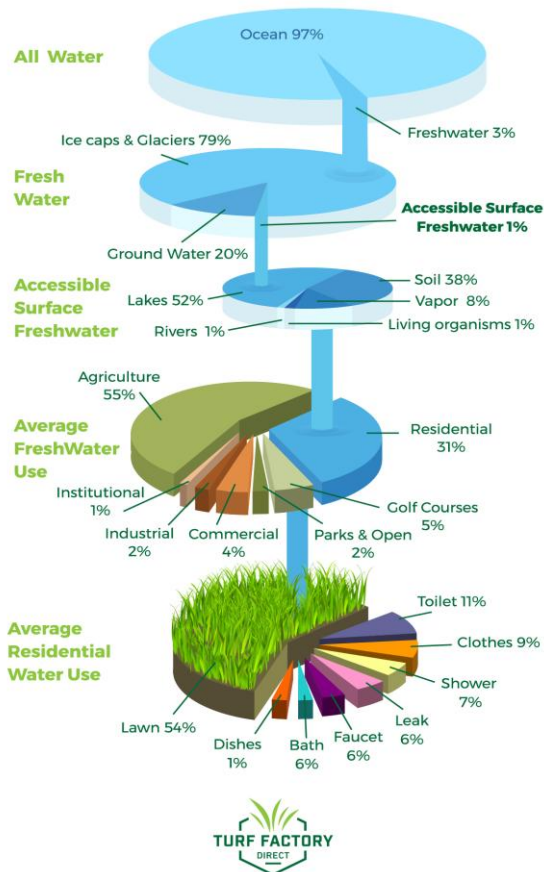 Ocean 97%
All Water
Freshwater 3%
Ice caps & Glaciers 79%
Fresh
Water
Accessible Surface
Freshwater 1%
Ground Water 20%
Accessible
Surface
Freshwater
Soil 38%
Lakes 52%
Vapor 8%
Rivers 1%
Living organisms 1%
Agriculture
55%
Average
FreshWater
Use
Residential
31%
Institutional
1%
Industrial
2%
Commercial
4%
Parks & Open
2%
Golf Courses
5%
Average
Residential
Water Use
Toilet 11%
Clothes 9%
Shower
7%
Leak
6%
Faucet
6%
Bath
6%
Dishes
1%
Lawn 54%
TURF FACTORY
DIRECT